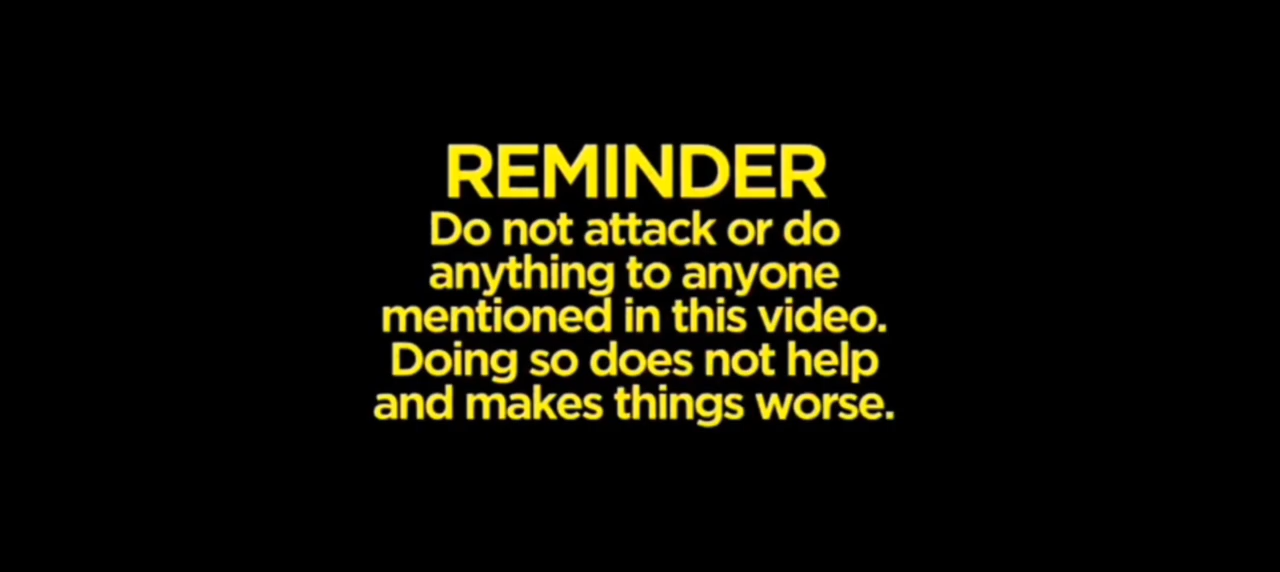 REMINDER
Do not attack or do
anything to anyone
mentioned in this video.
Doing so does not help
and makes things worse.